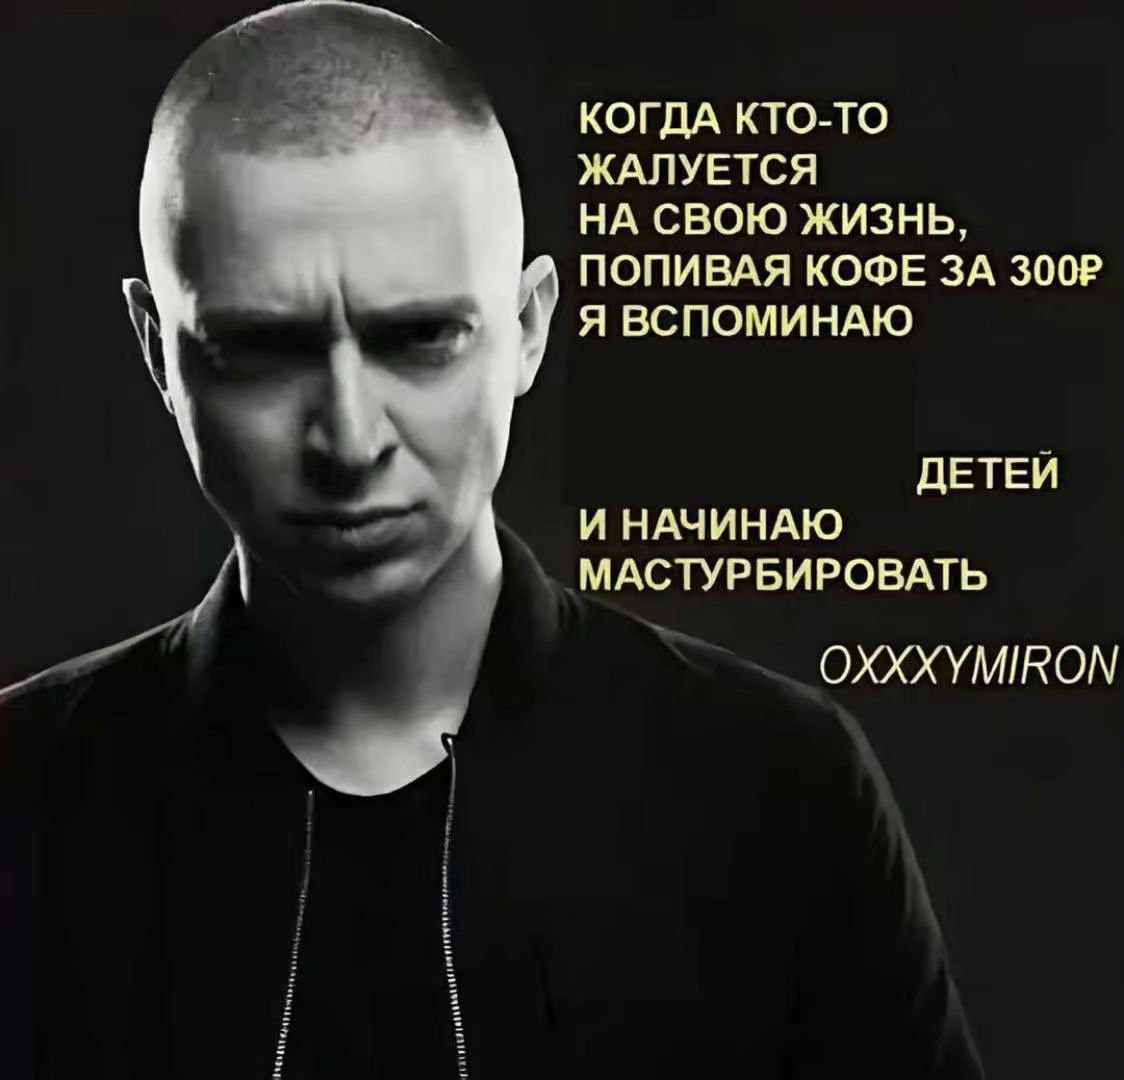 КОГДА КТО-ТО
ЖАЛУЕТСЯ
НА СВОЮ ЖИЗНЬ,
ПОПИВАЯ КОФЕ ЗА 300₽
Я ВСПОМИНАЮ
ДЕТЕЙ
И НАЧИНАЮ
МАСТУРБИРОВАТЬ
OXXXYMIRON